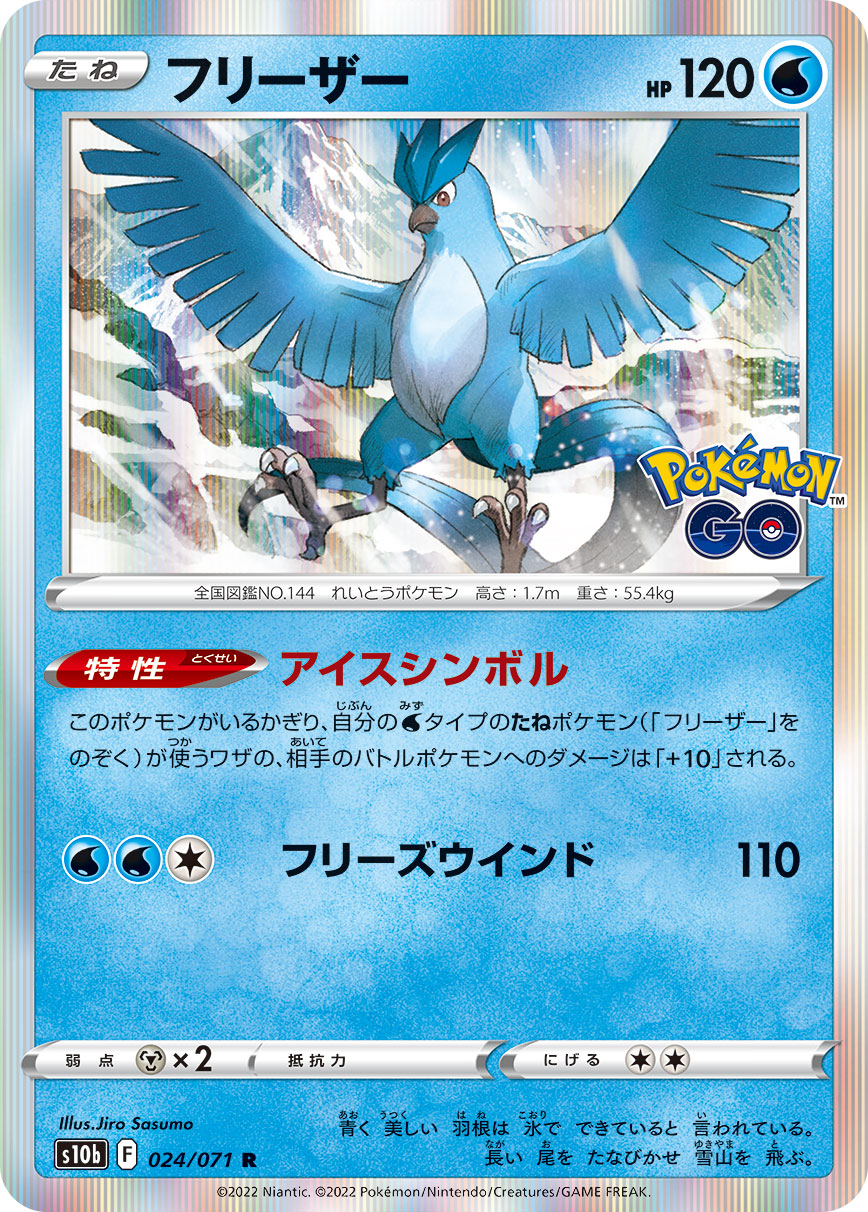 たね フリーザー HP 120
Pokémon GO™
全国図鑑NO.144 れいとうポケモン 高さ：1.7m 重さ：55.4kg
特性 とくせい アイスシンボル
このポケモンがいるかぎり、自分のタイプのたねポケモン（「フリーザー」を
のぞく）が使うワザの、相手のバトルポケモンへのダメージは「+10」される。
フリーズウインド 110
弱点 ×2 抵抗力 にげる
Illus.Jiro Sasumo
青く 美しい 羽根は 氷で できていると 言われている。
長い 尾を たなびかせ 雪山を 飛ぶ。
s10b F 024/071 R
©2022 Niantic. ©2022 Pokémon/Nintendo/Creatures/GAME FREAK.